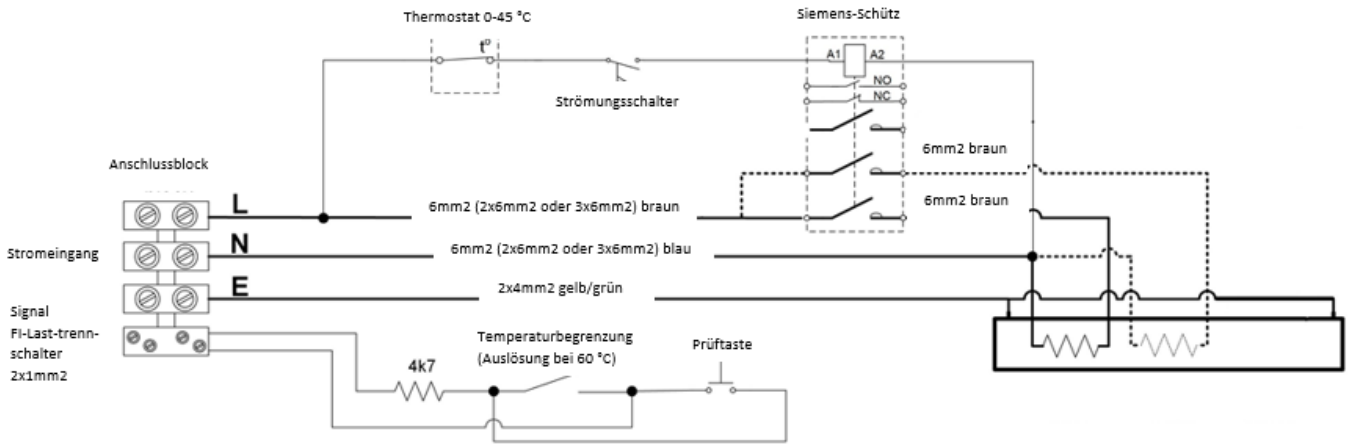 Thermostat 0-45 °C
Siemens-Schütz
t°
A1
A2
NO
NC
Strömungsschalter
6mm2 braun
Anschlussblock
L
6mm2 (2x6mm2 oder 3x6mm2) braun
6mm2 braun
Stromeingang
N
6mm2 (2x6mm2 oder 3x6mm2) blau
E
2x4mm2 gelb/grün
Signal
FI-Last-trenn-
schalter
2x1mm2
Temperaturbegrenzung
(Auslösung bei 60 °C)
Prüftaste
4k7